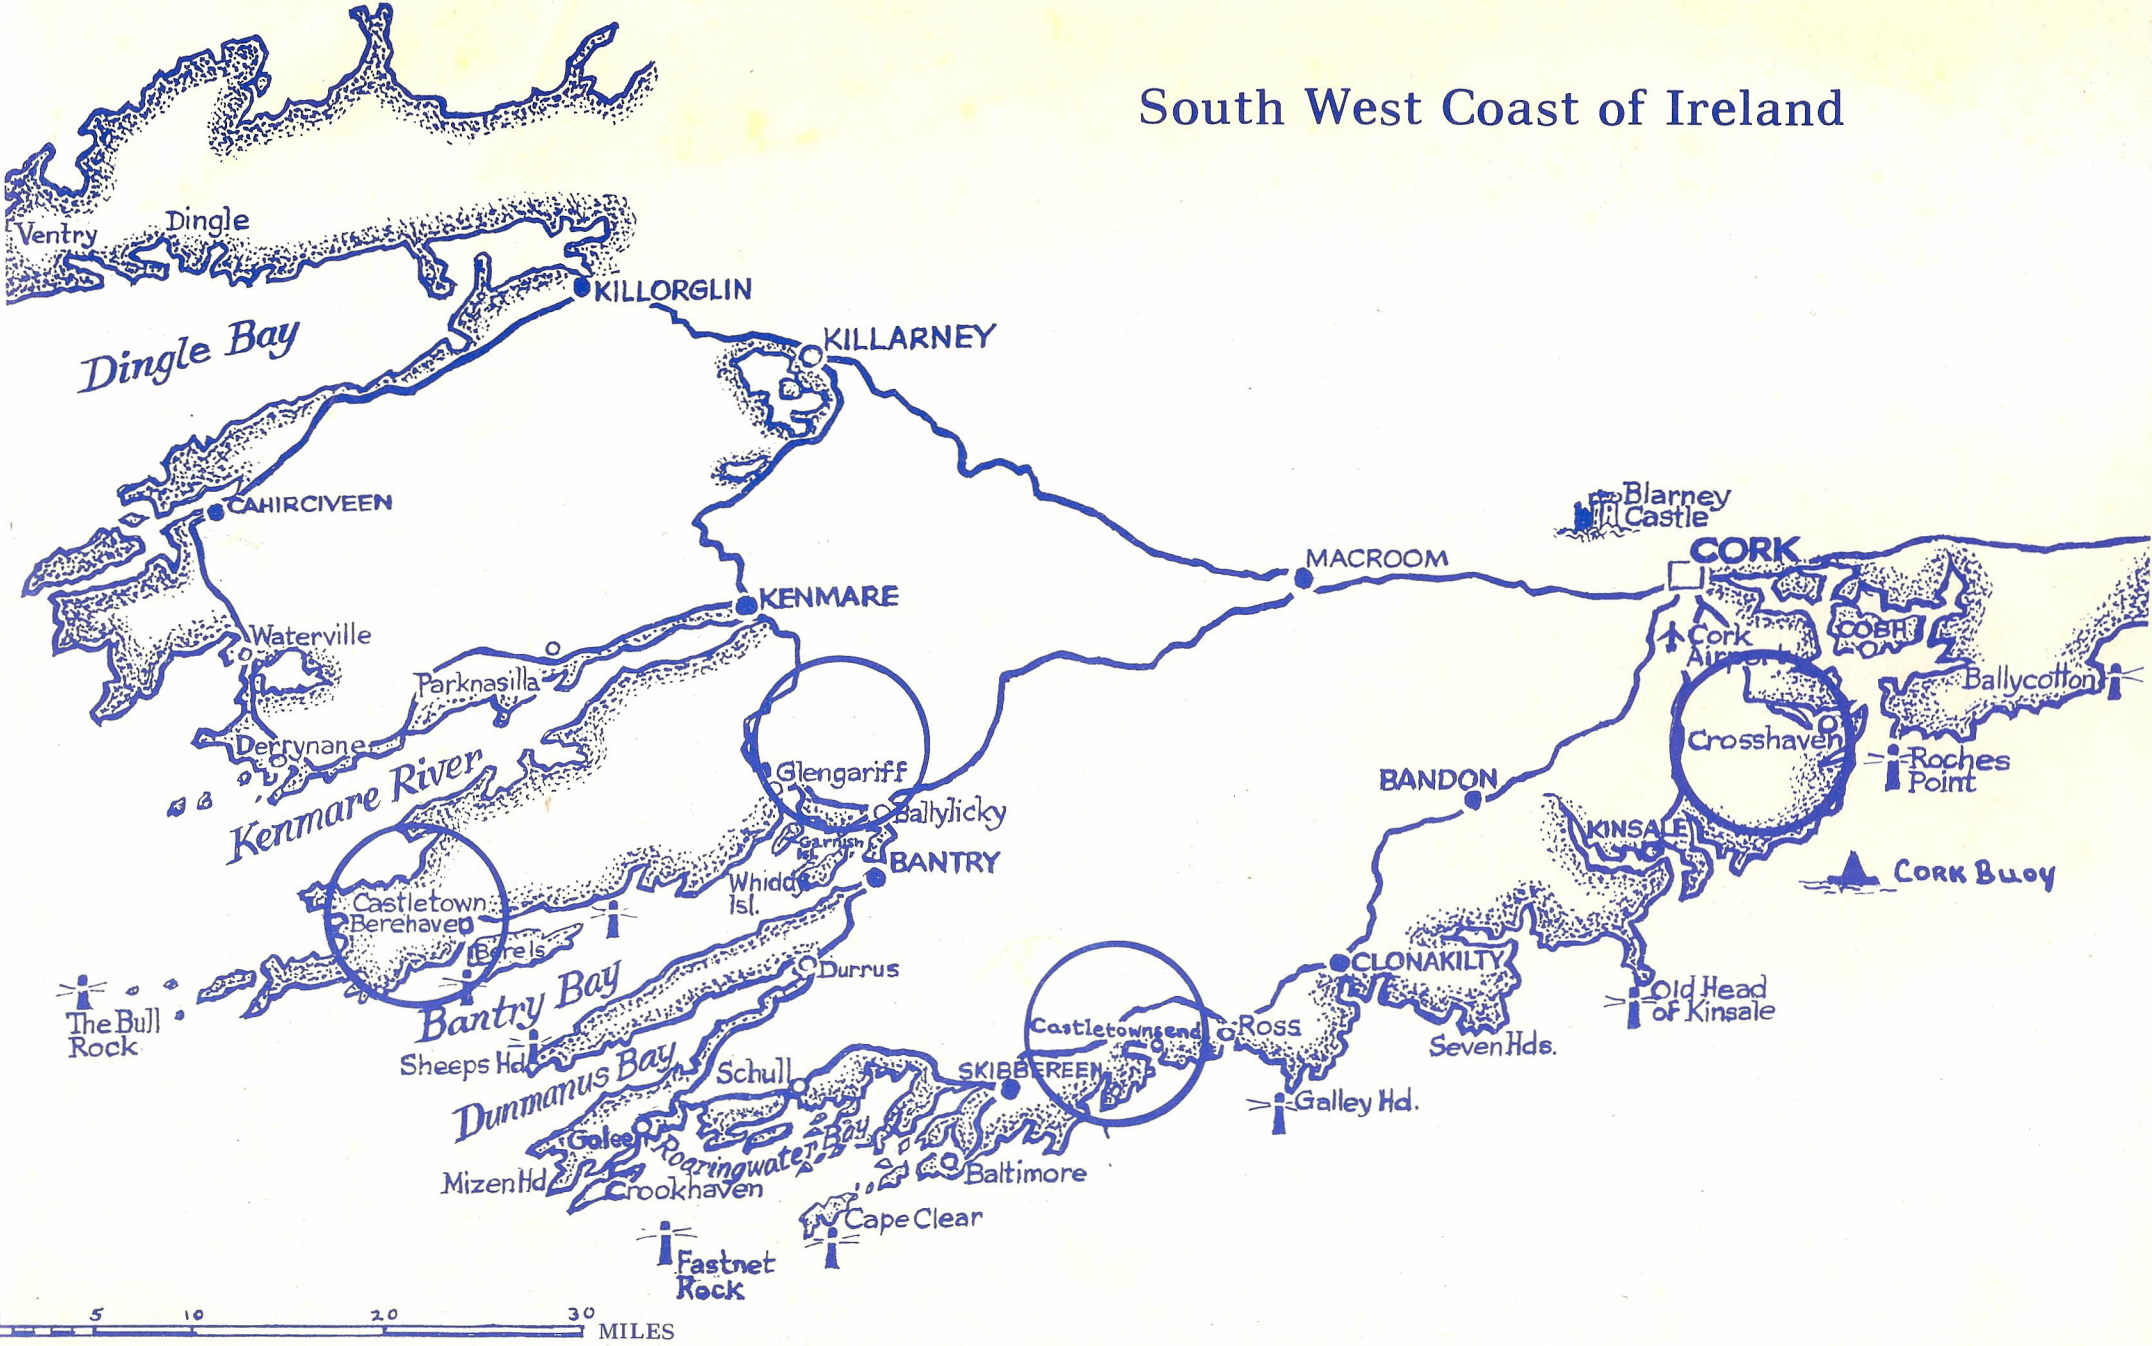 South West Coast of Ireland
Ventry
Dingle
KILLORGLIN
Dingle Bay
KILLARNEY
CAHIRCIVEEN
Blarney
Castle
CORK
MACROOM
KENMARE
Waterville
COBH
Cork
Airport
Parknasilla
Ballycotton
Derrynane
Crosshaven
Roches
Point
Kenmare River
Glengariff
BANDON
Ballylicky
KINSALE
Garnish
Isl.
BANTRY
Cork Buoy
Whiddy
Isl.
Castletown
Berehaven
Bere Is
Durrus
CLONAKILTY
Old Head
of Kinsale
Bantry Bay
The Bull
Rock
Castletownsend
Ross
Seven Hds.
Sheeps Hd
Dunmanus Bay
Schull
SKIBBEREEN
Galley Hd.
Goleen
Roaringwater Bay
Mizen Hd
Crookhaven
Baltimore
Cape Clear
Fastnet
Rock
5 10 20 30 MILES